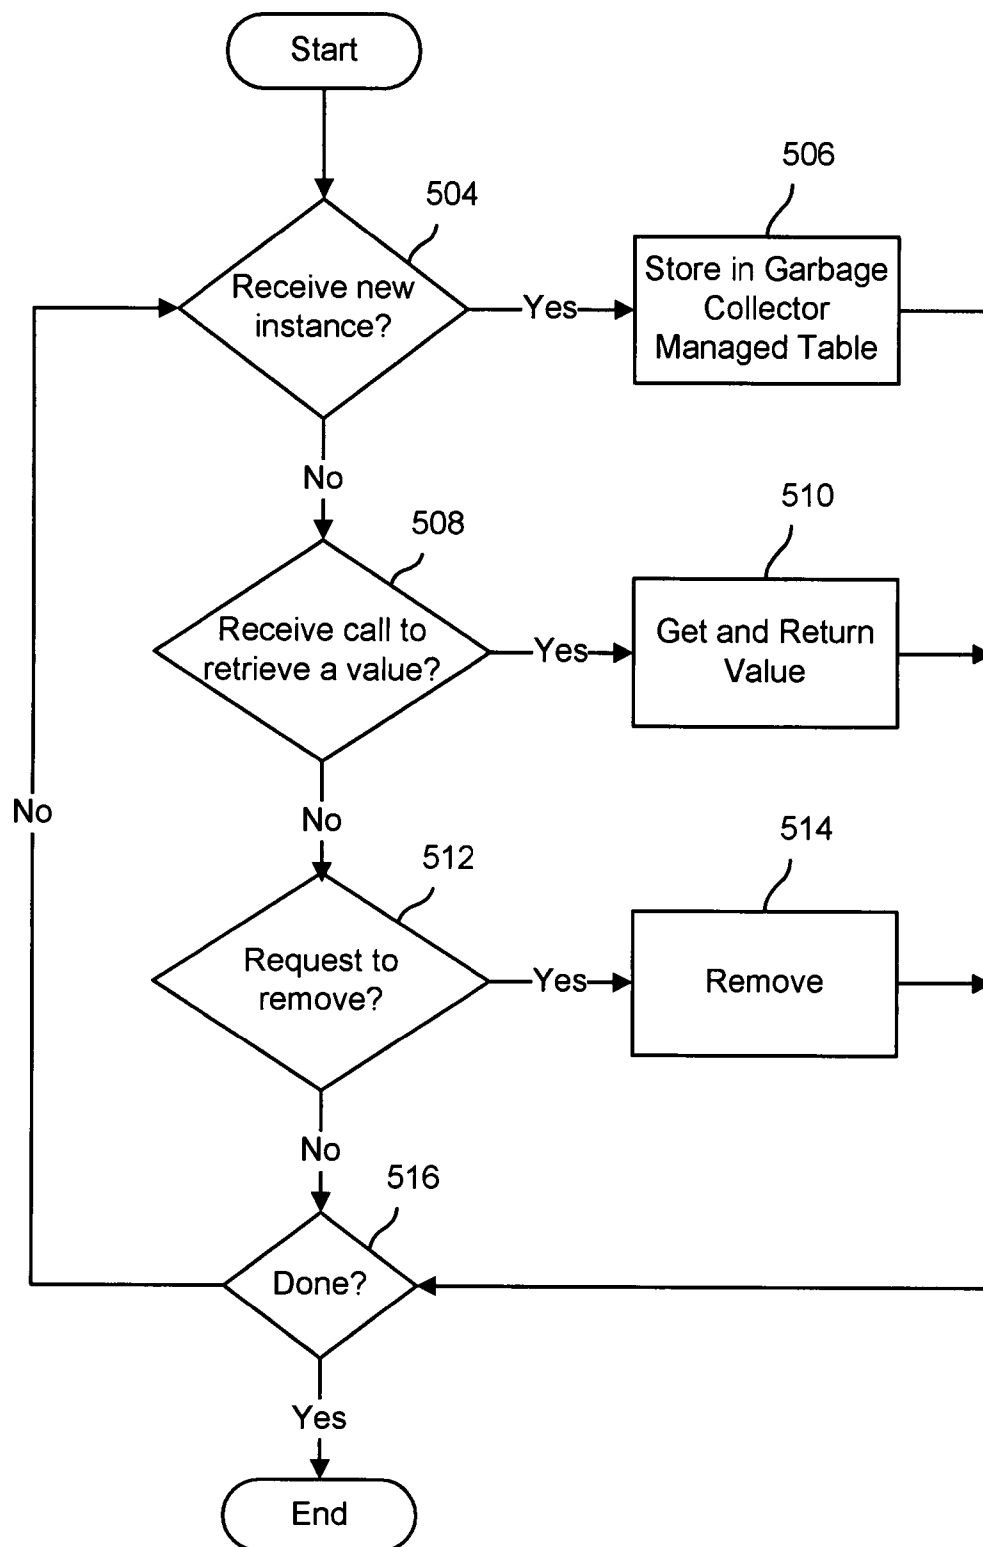 Start
504
Receive new
instance?
Yes
506
Store in Garbage
Collector
Managed Table
No
508
Receive call to
retrieve a value?
Yes
510
Get and Return
Value
No
No
512
Request to
remove?
Yes
514
Remove
No
516
Done?
Yes
End